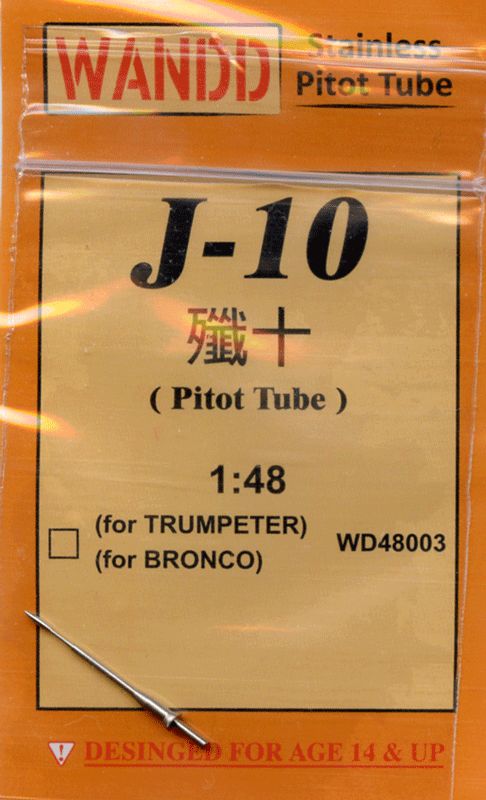 WANDD
Stainless
Pitot Tube
J-10
殲十
( Pitot Tube )
1:48
(for TRUMPETER)
(for BRONCO)
WD48003
DESINGED FOR AGE 14 & UP